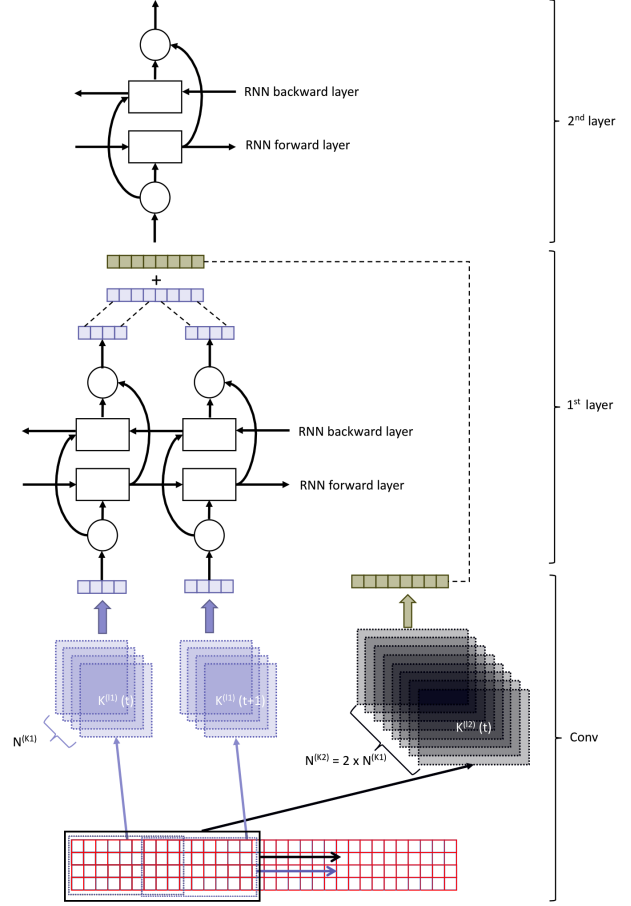 RNN backward layer
2nd layer
RNN forward layer
+
1st layer
RNN backward layer
RNN forward layer
K(l1) (t)
K(l1) (t+1)
K(l2) (t)
N(K1)
N(K2) = 2 x N(K1)
Conv